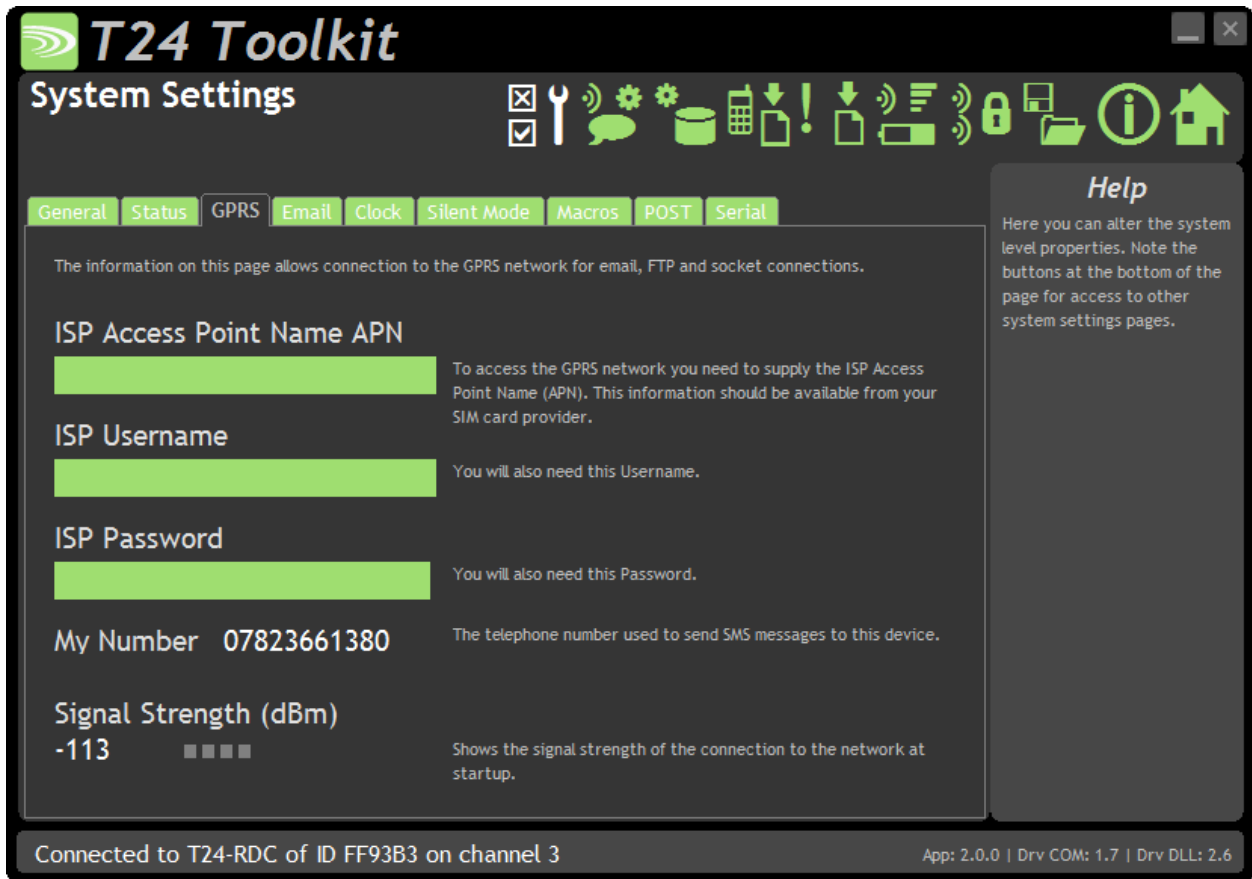 T24 Toolkit
System Settings
General Status GPRS Email Clock Silent Mode Macros POST Serial
The information on this page allows connection to the GPRS network for email, FTP and socket connections.
ISP Access Point Name APN
To access the GPRS network you need to supply the ISP Access
Point Name (APN). This information should be available from your
SIM card provider.
ISP Username
You will also need this Username.
ISP Password
You will also need this Password.
My Number 07823661380
The telephone number used to send SMS messages to this device.
Signal Strength (dBm)
-113
Shows the signal strength of the connection to the network at
startup.
Help
Here you can alter the system
level properties. Note the
buttons at the bottom of the
page for access to other
system settings pages.
Connected to T24-RDC of ID FF93B3 on channel 3
App: 2.0.0 | Drv COM: 1.7 | Drv DLL: 2.6